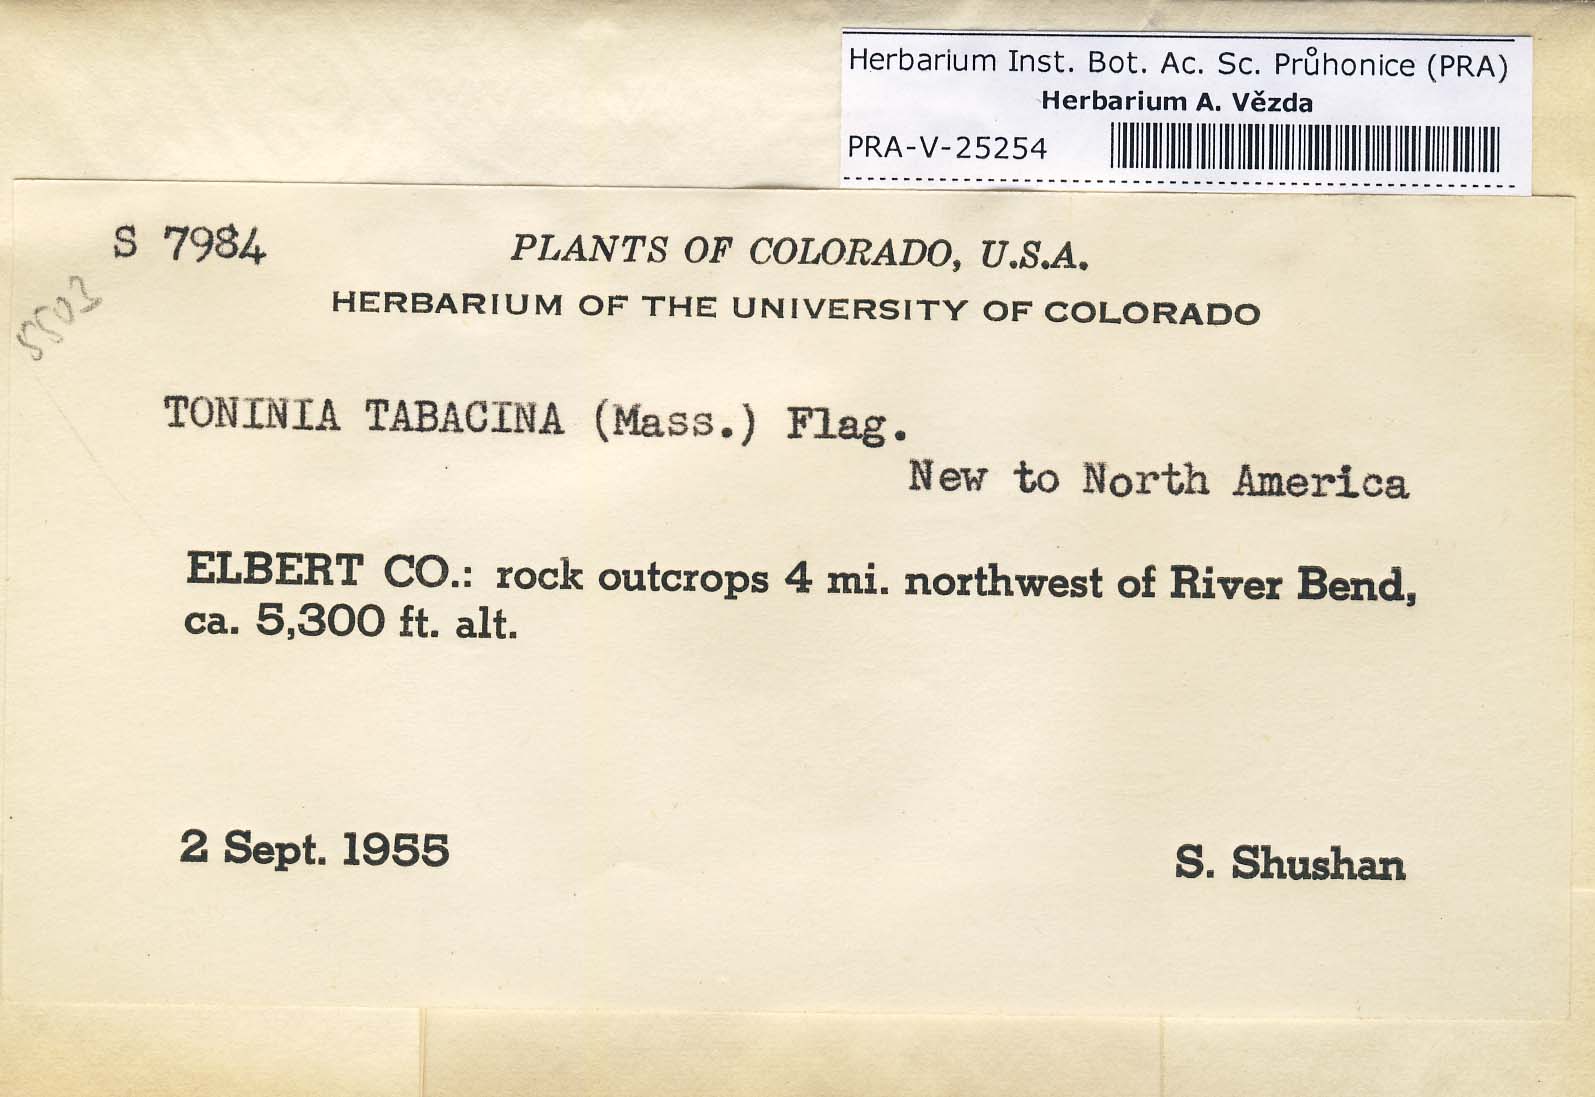 Herbarium Inst. Bot. Ac. Sc. Průhonice (PRA)
Herbarium A. Vězda
PRA-V-25254
S 7984
PLANTS OF COLORADO, U.S.A.
5503
HERBARIUM OF THE UNIVERSITY OF COLORADO
TONINIA TABACINA (Mass.) Flag.
New to North America
ELBERT CO.: rock outcrops 4 mi. northwest of River Bend,
ca. 5,300 ft. alt.
2 Sept. 1955
S. Shushan